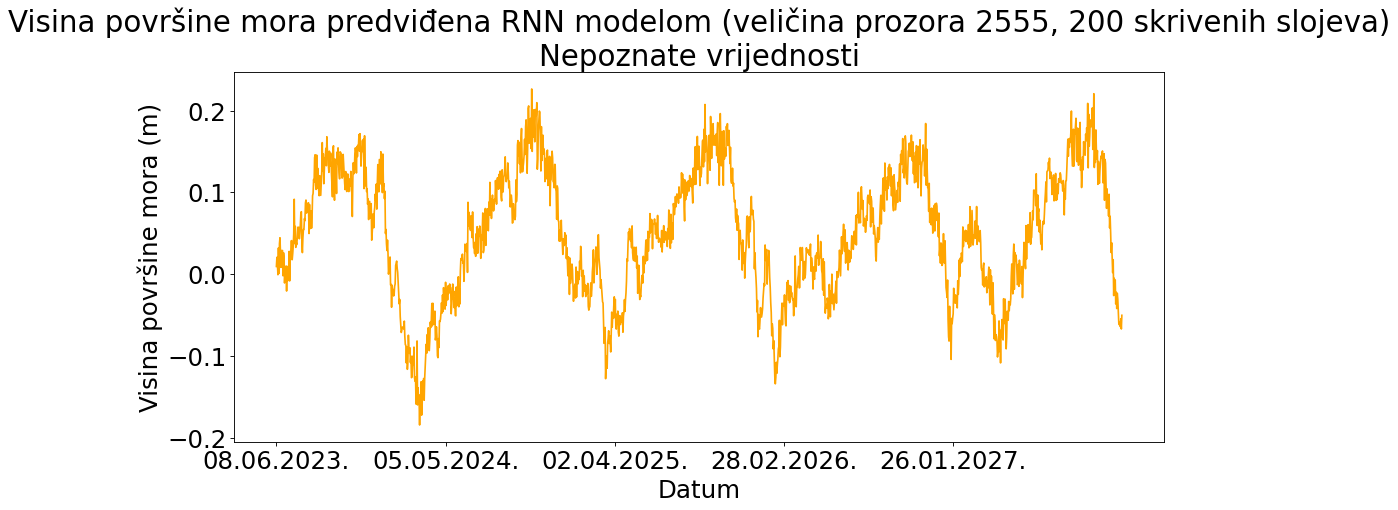 Visina površine mora predviđena RNN modelom (veličina prozora 2555, 200 skrivenih slojeva)
Nepoznate vrijednosti
Visina površine mora (m)
0.2
0.1
0.0
−0.1
−0.2
08.06.2023. 05.05.2024. 02.04.2025. 28.02.2026. 26.01.2027.
Datum